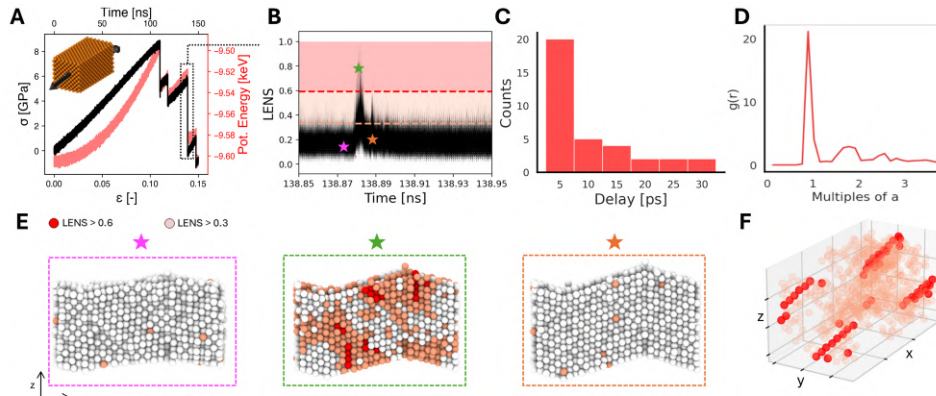 A
Time [ns]
0 50 100
8
6
4
2
0
σ [GPa]
−9.50
−9.52
−9.54
−9.56
−9.58
−9.60
Pot. Energy [keV]
0.00 0.05 0.10 0.15
ε [-]
B
1.0
0.8
0.6
0.4
0.2
0.0
LENS
138.85 138.87 138.89 138.91 138.93 138.95
Time [ns]
C
20
15
10
5
0
Counts
5 10 15 20 25 30
Delay [ps]
D
20
10
0
g(r)
0 1 2 3
Multiples of a
E
LENS > 0.6 LENS > 0.3
z
F
z
y
x